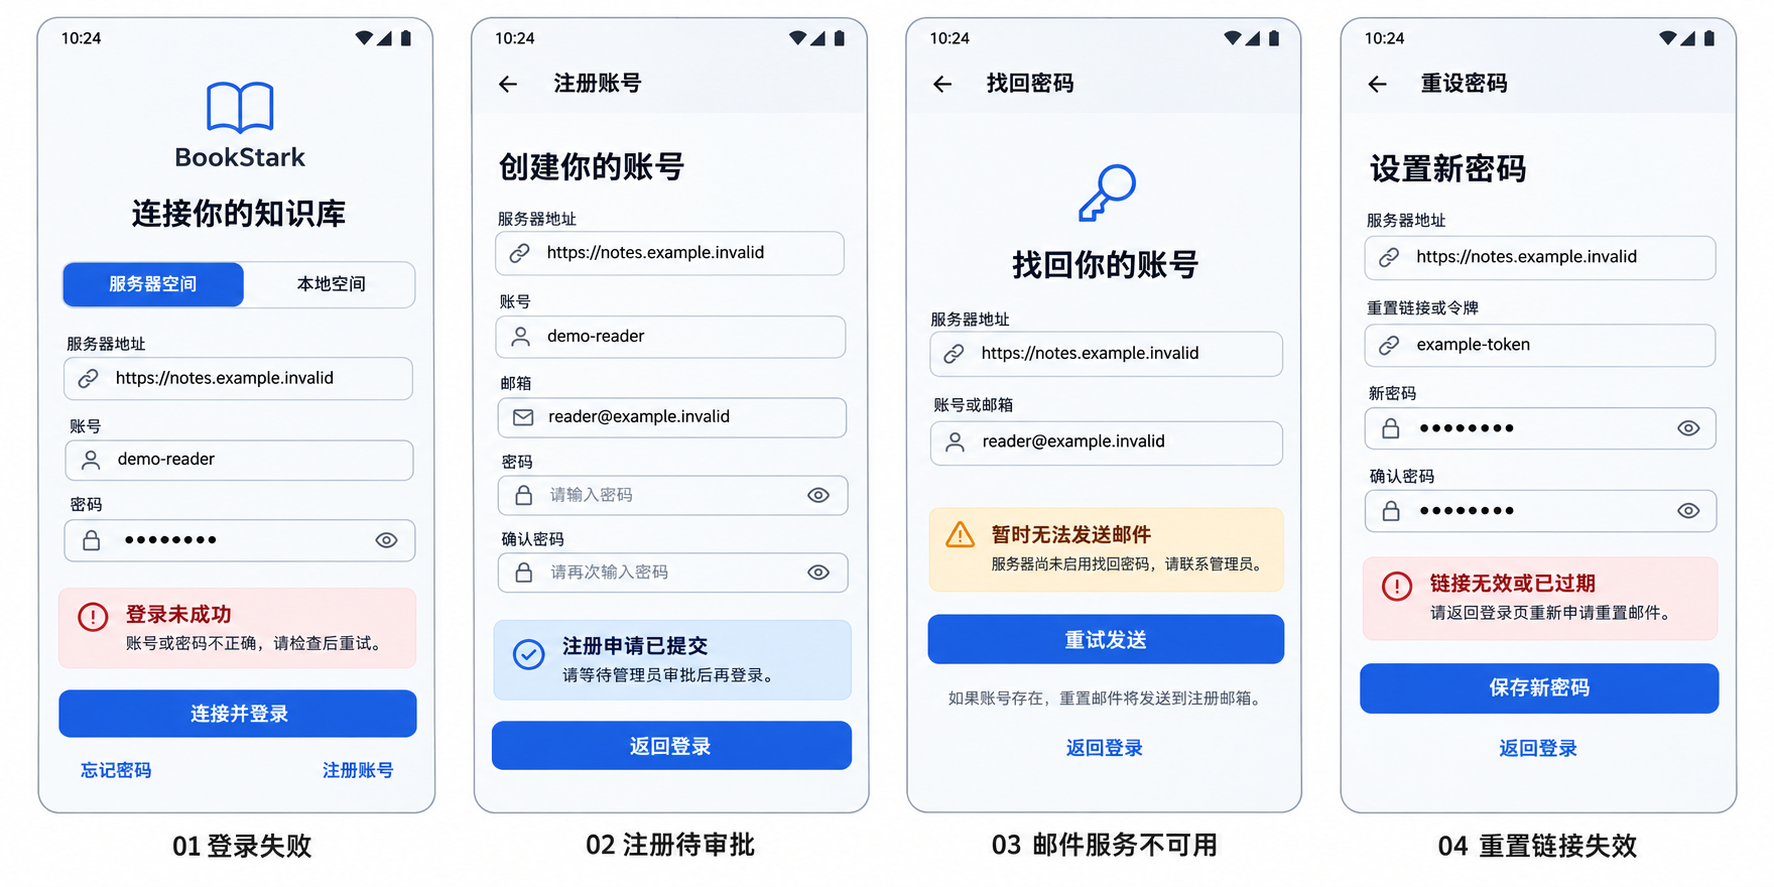 10:24
BookStark
连接你的知识库
服务器空间
本地空间
服务器地址
https://notes.example.invalid
账号
demo-reader
密码
••••••••
登录未成功
账号或密码不正确，请检查后重试。
连接并登录
忘记密码
注册账号
01 登录失败
10:24
注册账号
创建你的账号
服务器地址
https://notes.example.invalid
账号
demo-reader
邮箱
reader@example.invalid
密码
请输入密码
确认密码
请再次输入密码
注册申请已提交
请等待管理员审批后再登录。
返回登录
02 注册待审批
10:24
找回密码
找回你的账号
服务器地址
https://notes.example.invalid
账号或邮箱
reader@example.invalid
暂时无法发送邮件
服务器尚未启用找回密码，请联系管理员。
重试发送
如果账号存在，重置邮件将发送到注册邮箱。
返回登录
03 邮件服务不可用
10:24
重设密码
设置新密码
服务器地址
https://notes.example.invalid
重置链接或令牌
example-token
新密码
••••••••
确认密码
••••••••
链接无效或已过期
请返回登录页重新申请重置邮件。
保存新密码
返回登录
04 重置链接失效